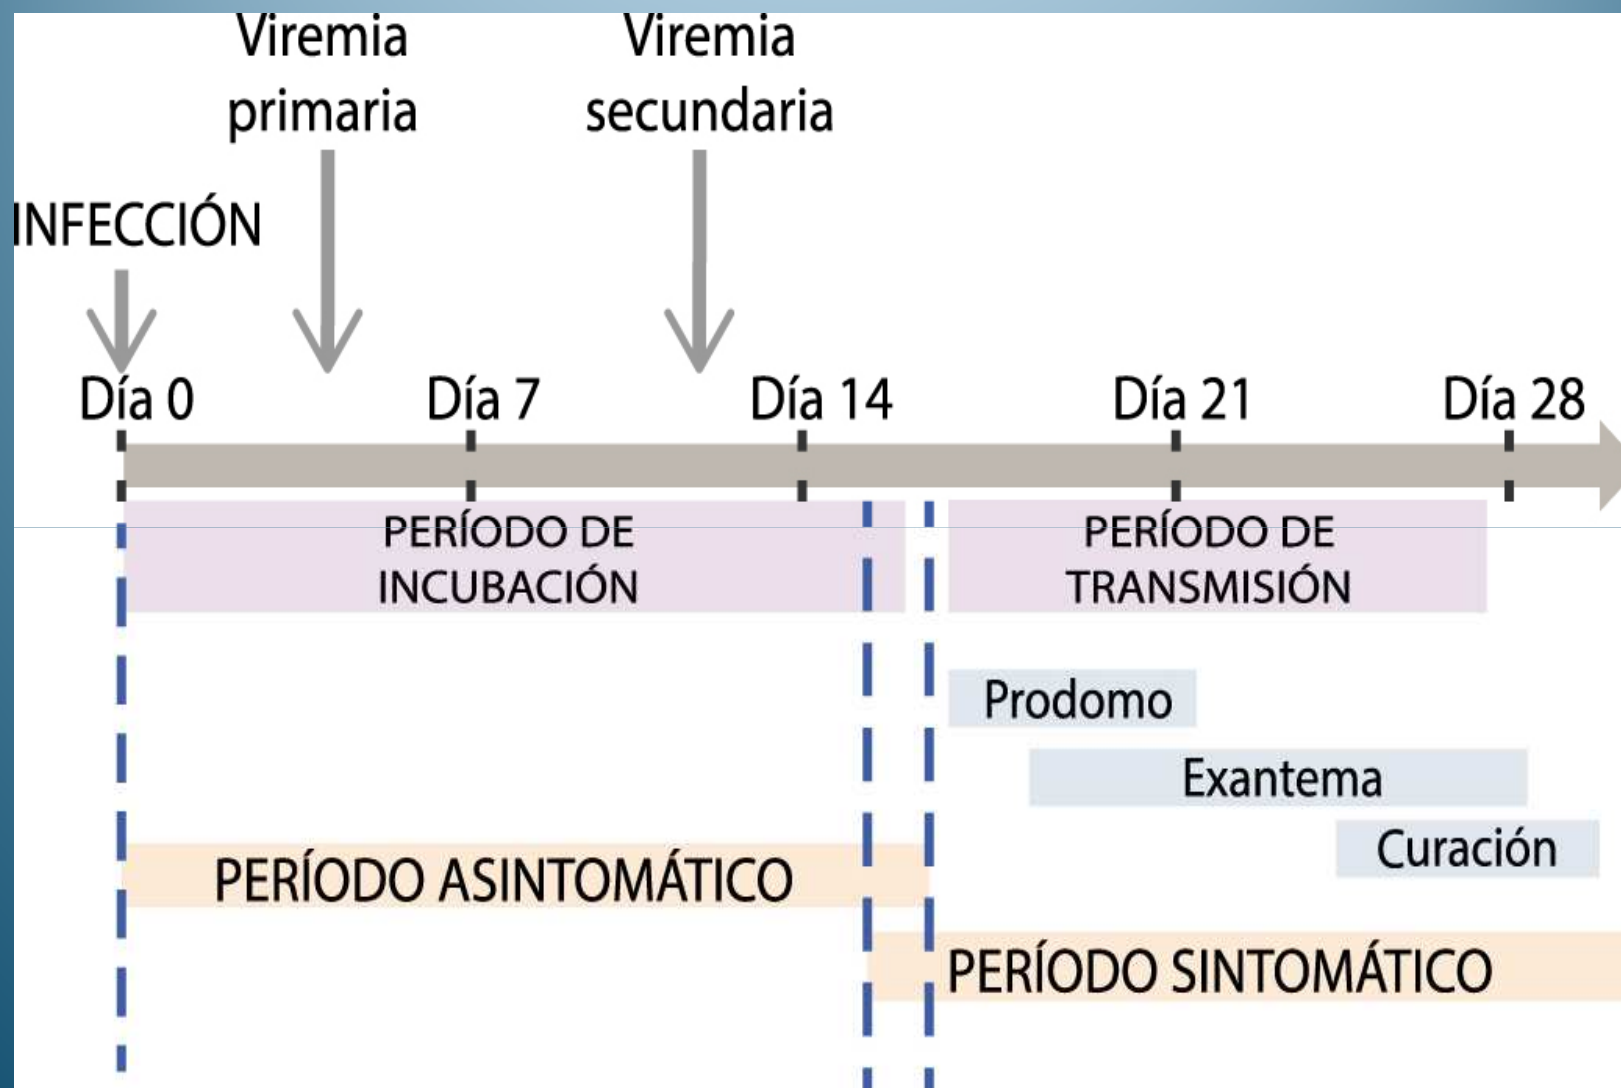 Viremia
primaria
Viremia
secundaria
INFECCIÓN
Día 0
Día 7
Día 14
Día 21
Día 28
PERÍODO DE
INCUBACIÓN
PERÍODO DE
TRANSMISIÓN
Prodomo
Exantema
Curación
PERÍODO ASINTOMÁTICO
PERÍODO SINTOMÁTICO